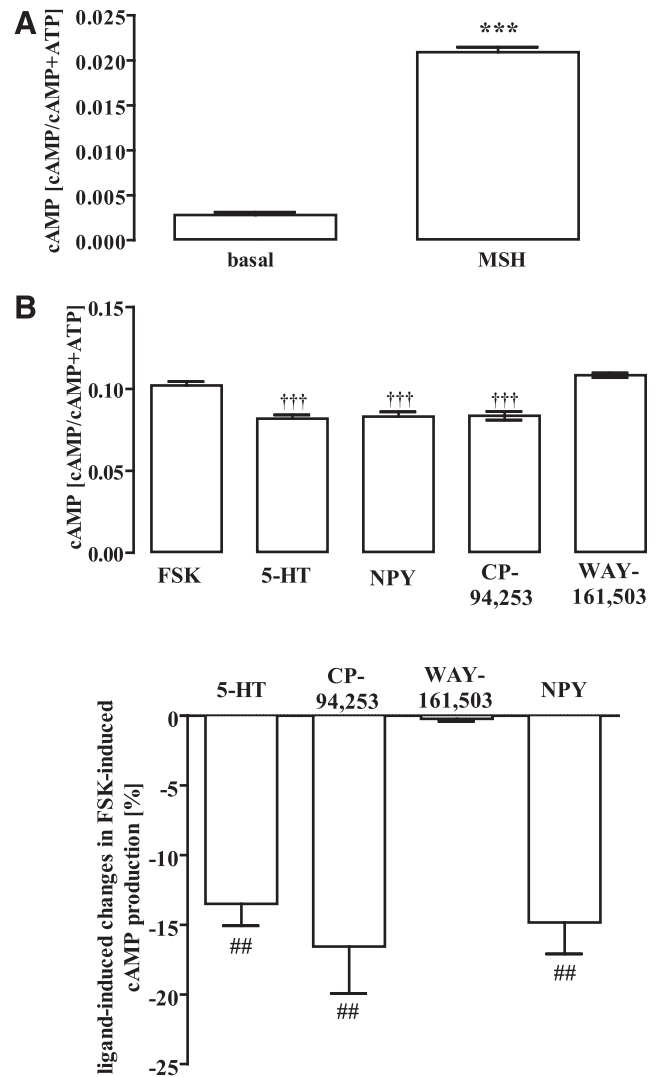 A
cAMP [cAMP/cAMP+ATP]
0.025
0.020
0.015
0.010
0.005
0.000
***
basal
MSH
B
cAMP [cAMP/cAMP+ATP]
0.15
0.10
0.05
0.00
†††
†††
†††
FSK
5-HT
NPY
CP-
94,253
WAY-
161,503
5-HT
CP-
94,253
WAY-
161,503
NPY
ligand-induced changes in FSK-induced
cAMP production [%]
0
-5
-10
-15
-20
-25
##
##
##